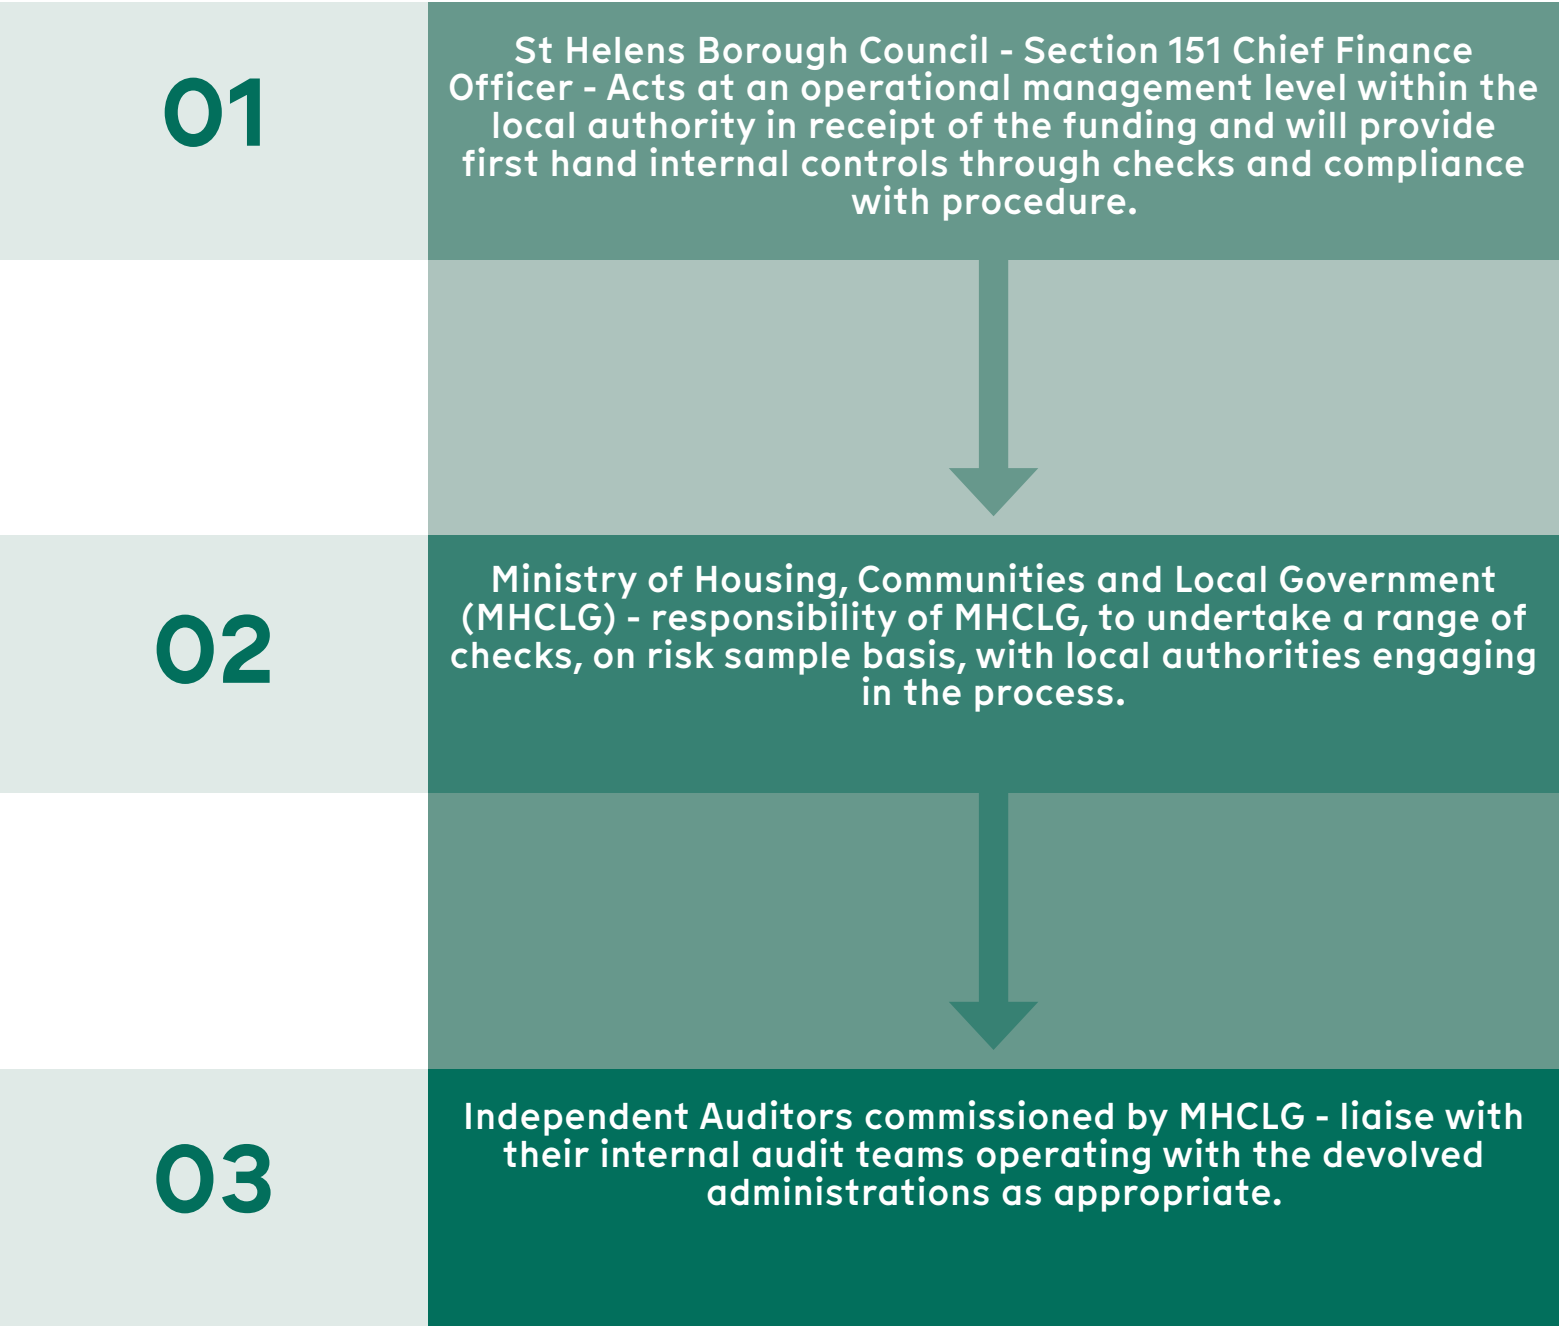 01
St Helens Borough Council - Section 151 Chief Finance
Officer - Acts at an operational management level within the
local authority in receipt of the funding and will provide
first hand internal controls through checks and compliance
with procedure.
02
Ministry of Housing, Communities and Local Government
(MHCLG) - responsibility of MHCLG, to undertake a range of
checks, on risk sample basis, with local authorities engaging
in the process.
03
Independent Auditors commissioned by MHCLG - liaise with
their internal audit teams operating with the devolved
administrations as appropriate.